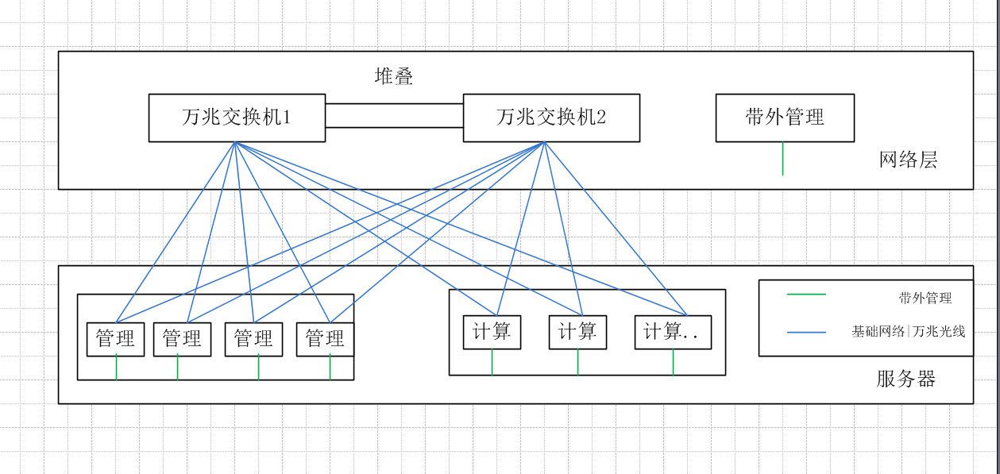 堆叠
万兆交换机1
万兆交换机2
带外管理
网络层
带外管理
基础网络|万兆光线
管理
管理
管理
管理
计算
计算
计算..
服务器